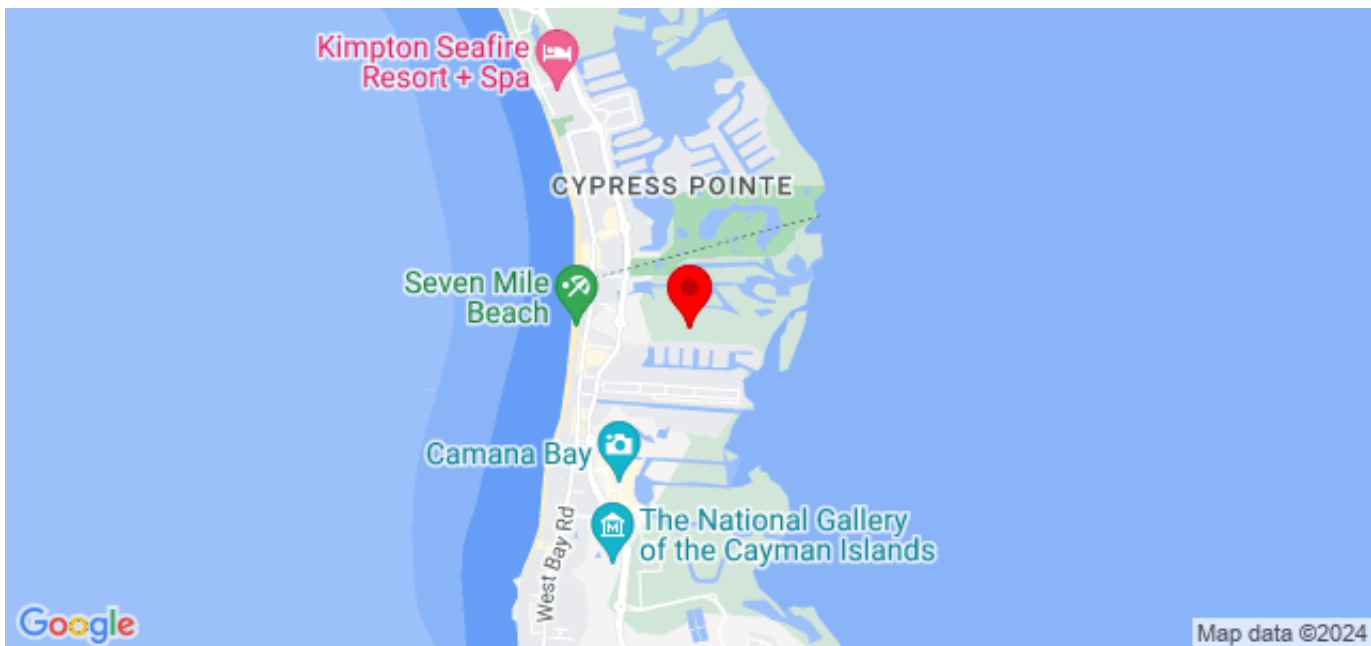 Kimpton Seafire
Resort + Spa
CYPRESS POINTE
Seven Mile
Beach
Camana Bay
The National Gallery
of the Cayman Islands
West Bay Rd
Google
Map data ©2024